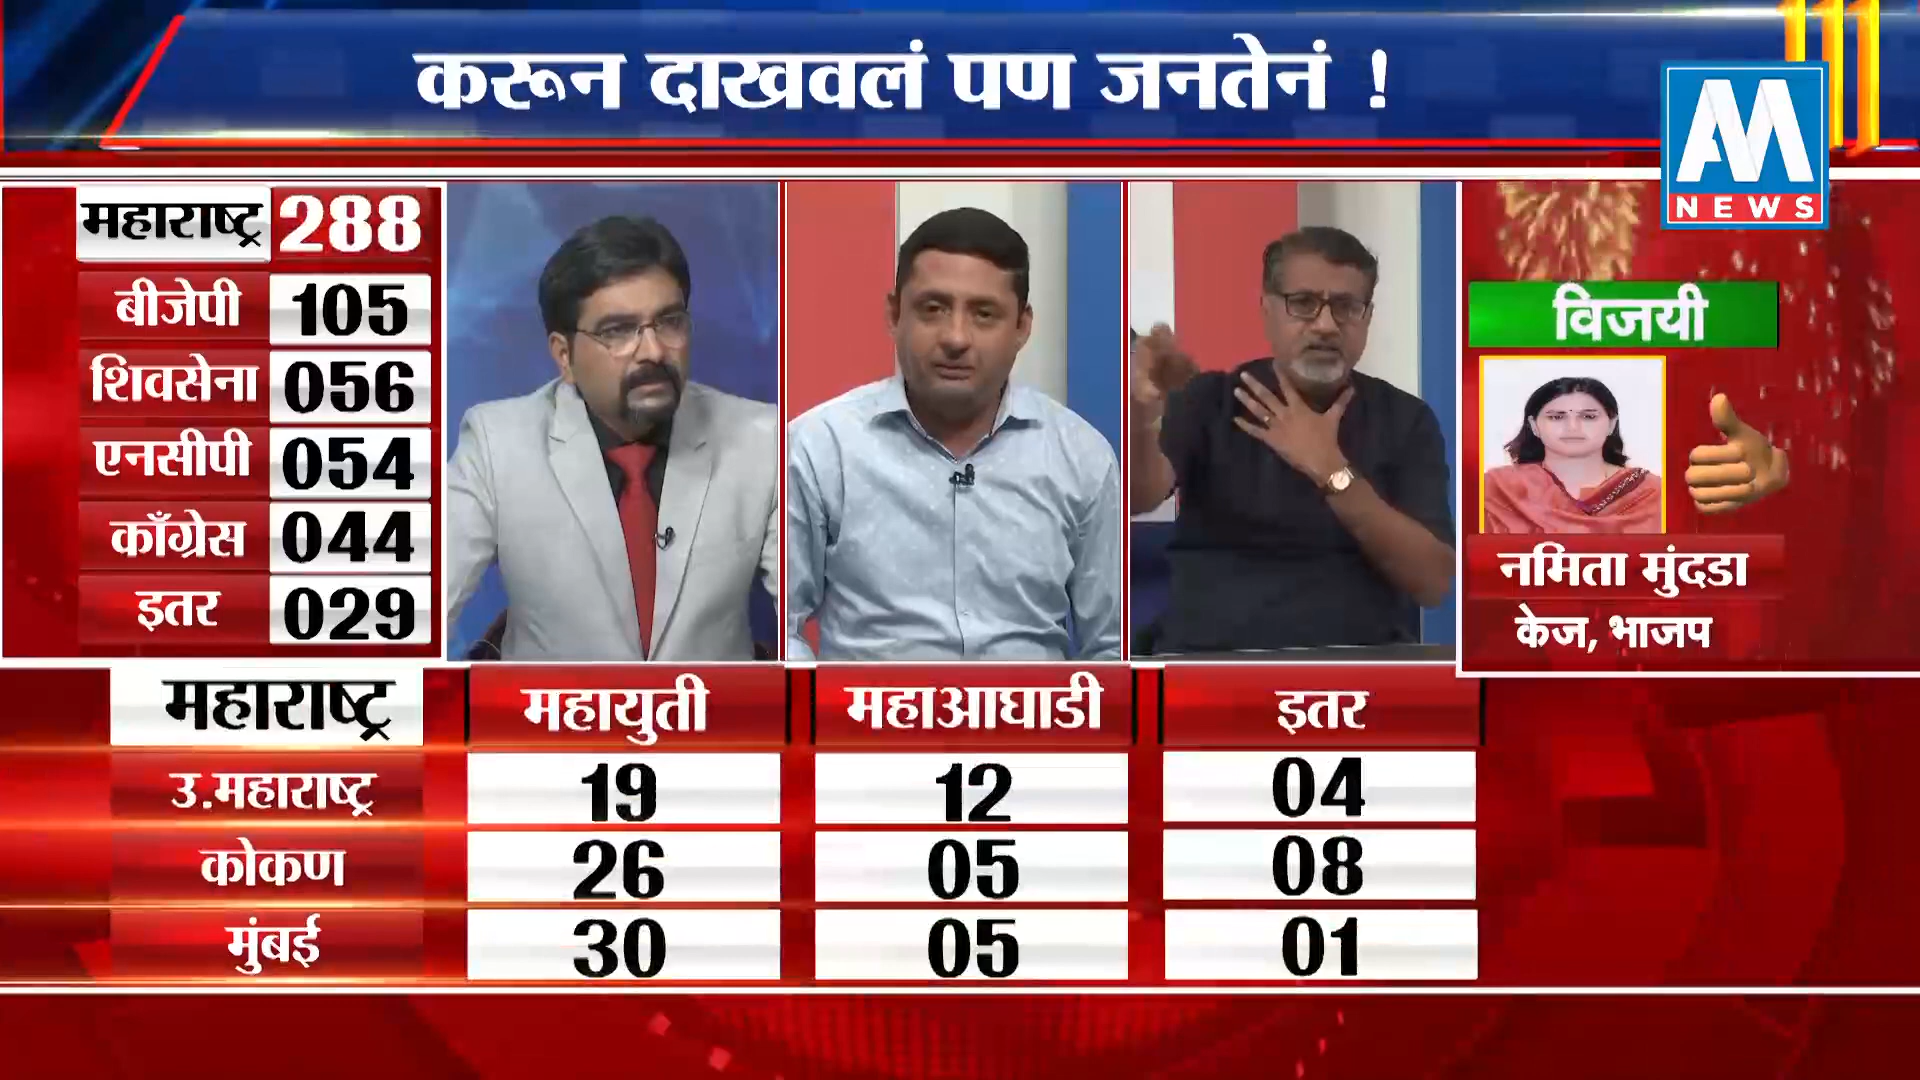 करून दाखवलं पण जनतेनं !
AM
NEWS
महाराष्ट्र 288
बीजेपी 105
शिवसेना 056
एनसीपी 054
काँग्रेस 044
इतर 029
विजयी
नमिता मुंदडा
केज, भाजप
महाराष्ट्र महायुती महाआघाडी इतर
उ.महाराष्ट्र 19 12 04
कोकण 26 05 08
मुंबई 30 05 01